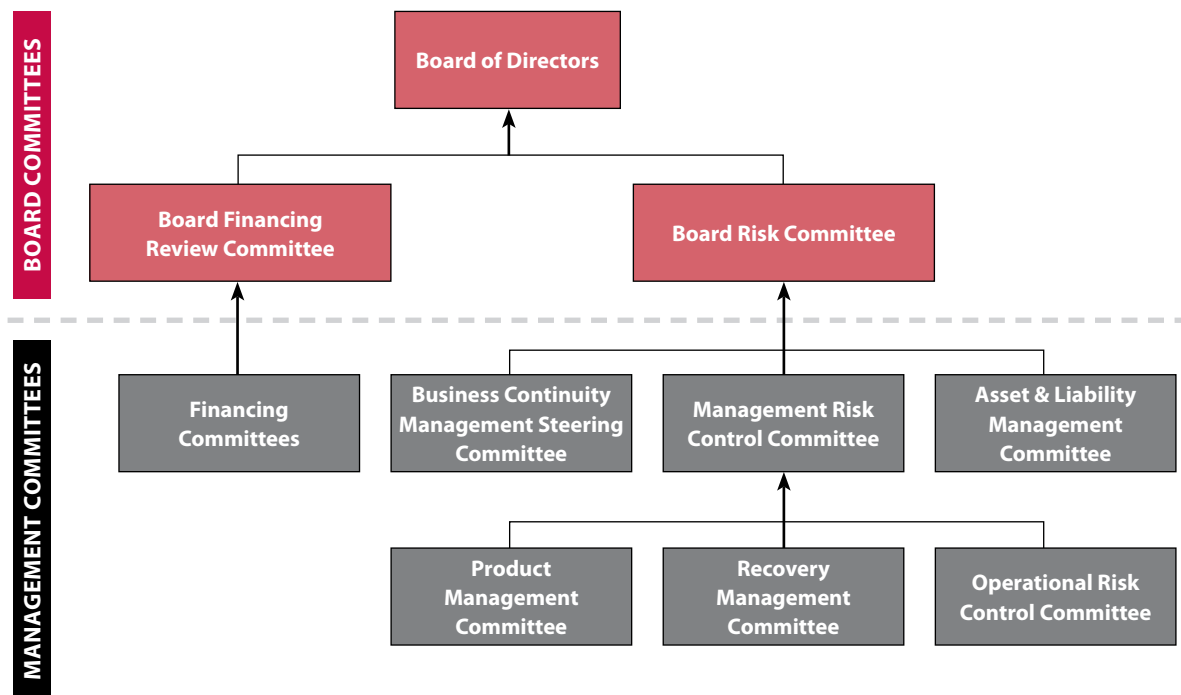 BOARD COMMITTEES
Board of Directors
Board Financing
Review Committee
Board Risk Committee
MANAGEMENT COMMITTEES
Financing
Committees
Business Continuity
Management Steering
Committee
Management Risk
Control Committee
Asset & Liability
Management
Committee
Product
Management
Committee
Recovery
Management
Committee
Operational Risk
Control Committee